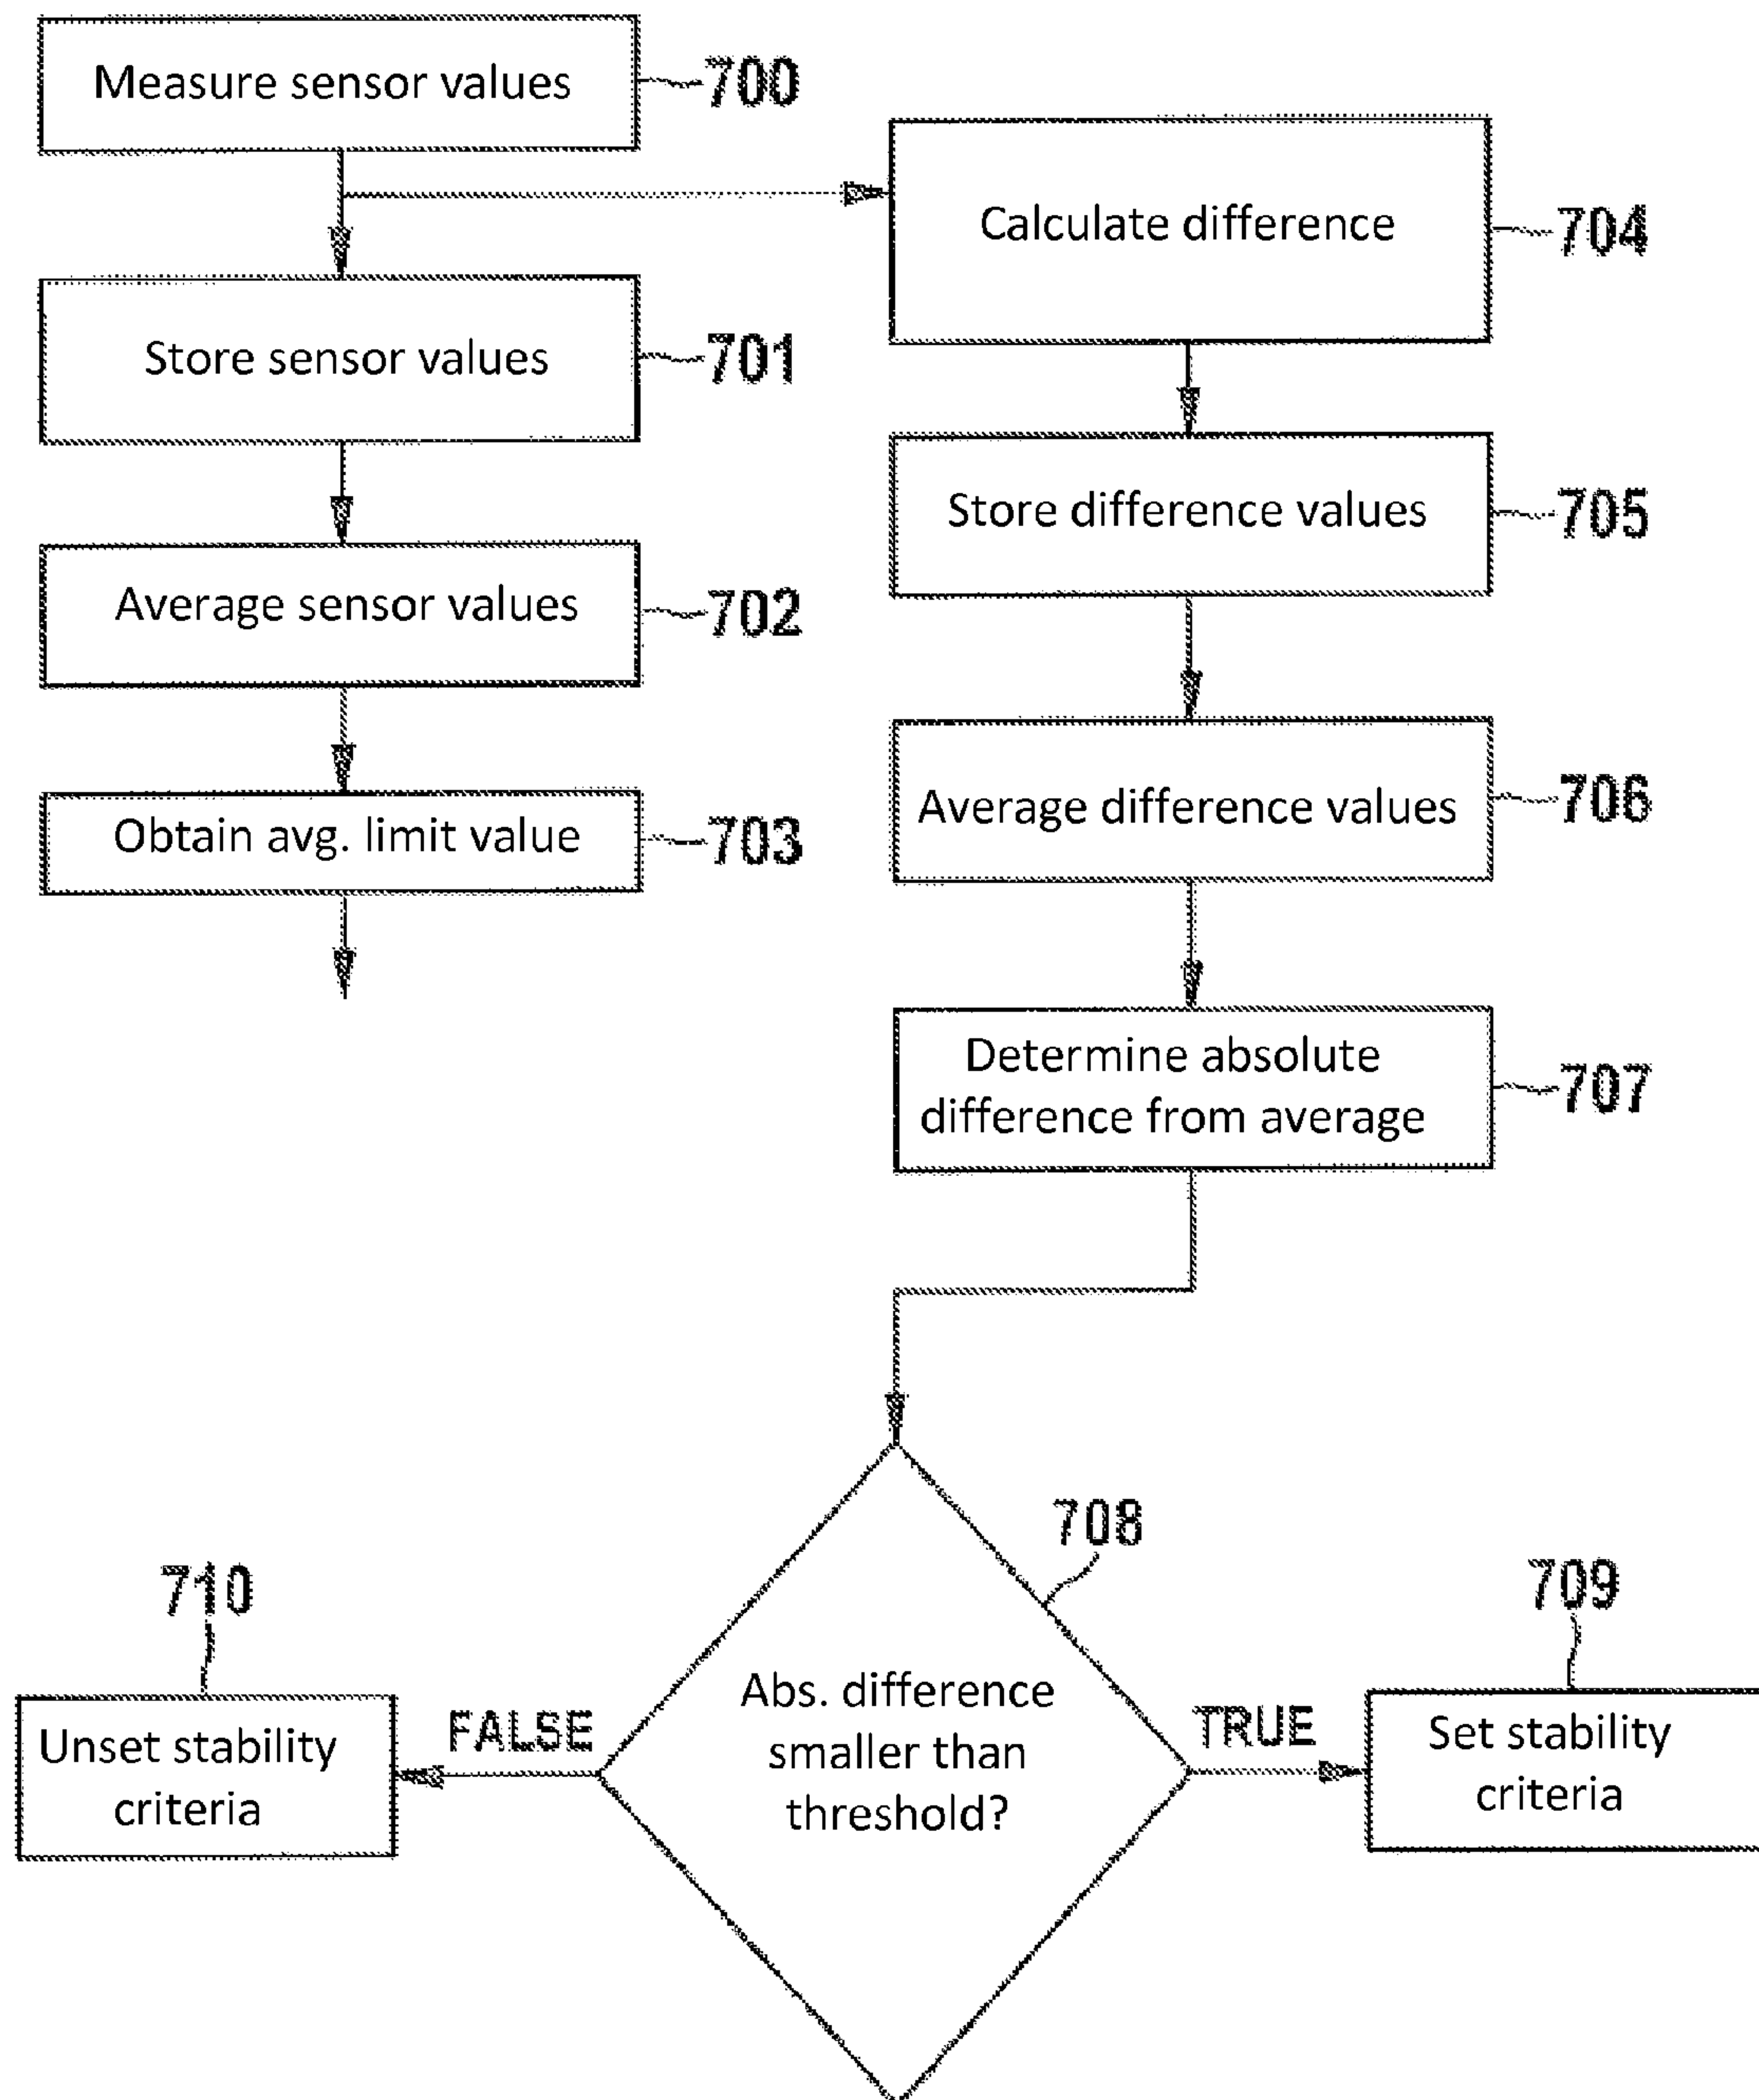 Measure sensor values
700
Calculate difference
704
Store sensor values
701
Store difference values
705
Average sensor values
702
Average difference values
706
Obtain avg. limit value
703
Determine absolute
difference from average
707
708
710
709
Abs. difference
smaller than
threshold?
FALSE
TRUE
Unset stability
criteria
Set stability
criteria